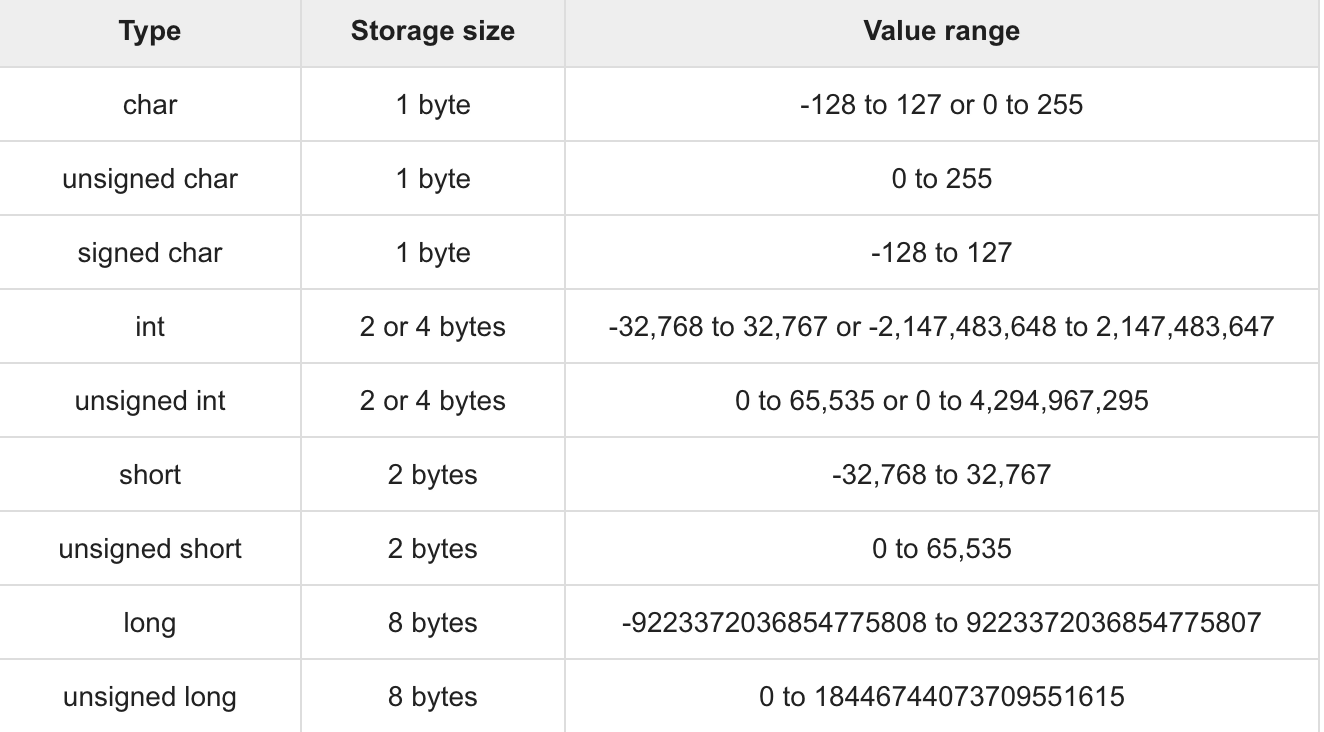 Type Storage size Value range
char 1 byte -128 to 127 or 0 to 255
unsigned char 1 byte 0 to 255
signed char 1 byte -128 to 127
int 2 or 4 bytes -32,768 to 32,767 or -2,147,483,648 to 2,147,483,647
unsigned int 2 or 4 bytes 0 to 65,535 or 0 to 4,294,967,295
short 2 bytes -32,768 to 32,767
unsigned short 2 bytes 0 to 65,535
long 8 bytes -9223372036854775808 to 9223372036854775807
unsigned long 8 bytes 0 to 18446744073709551615